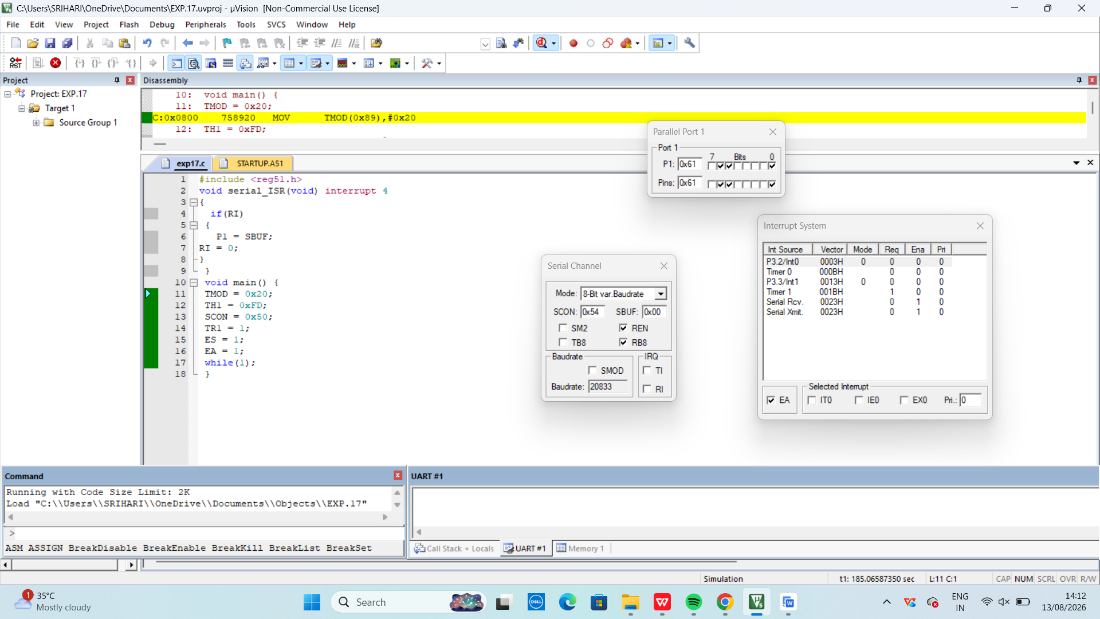 C:\Users\SRIHARI\OneDrive\Documents\EXP.17.uvproj - µVision [Non-Commercial Use License]
File Edit View Project Flash Debug Peripherals Tools SVCS Window Help
Project
Project: EXP.17
Target 1
Source Group 1
Disassembly
10: void main() {
11: TMOD = 0x20;
C:0x0800 758920 MOV TMOD(0x89),#0x20
12: TH1 = 0xFD;
exp17.c STARTUP.A51
1 #include <reg51.h>
2 void serial_ISR(void) interrupt 4
3 {
4 if(RI)
5 {
6 P1 = SBUF;
7 RI = 0;
8 }
9 }
10 void main() {
11 TMOD = 0x20;
12 TH1 = 0xFD;
13 SCON = 0x50;
14 TR1 = 1;
15 ES = 1;
16 EA = 1;
17 while(1);
18 }
Parallel Port 1
Port 1
7 Bits 0
P1: 0x61
Pins: 0x61
Serial Channel
Mode: 8-Bit var.Baudrate
SCON: 0x54 SBUF: 0x00
SM2 REN
TB8 RB8
Baudrate IRQ
SMOD TI
Baudrate: 20833 RI
Interrupt System
Int Source Vector Mode Req Ena Pri
P3.2/Int0 0003H 0 0 0 0
Timer 0 000BH 0 0 0
P3.3/Int1 0013H 0 0 0 0
Timer 1 001BH 1 0 0
Serial Rcv. 0023H 0 1 0
Serial Xmit. 0023H 0 1 0
Selected Interrupt
EA IT0 IE0 EX0 Pri.: 0
Command
Running with Code Size Limit: 2K
Load "C:\\Users\\SRIHARI\\OneDrive\\Documents\\Objects\\EXP.17"
>
ASM ASSIGN BreakDisable BreakEnable BreakKill BreakList BreakSet
UART #1
Call Stack + Locals UART #1 Memory 1
Simulation t1: 185.06587350 sec L:11 C:1 CAP NUM SCRL OVR R/W
1
35°C
Mostly cloudy
Search
ENG
IN
14:12
13/08/2026